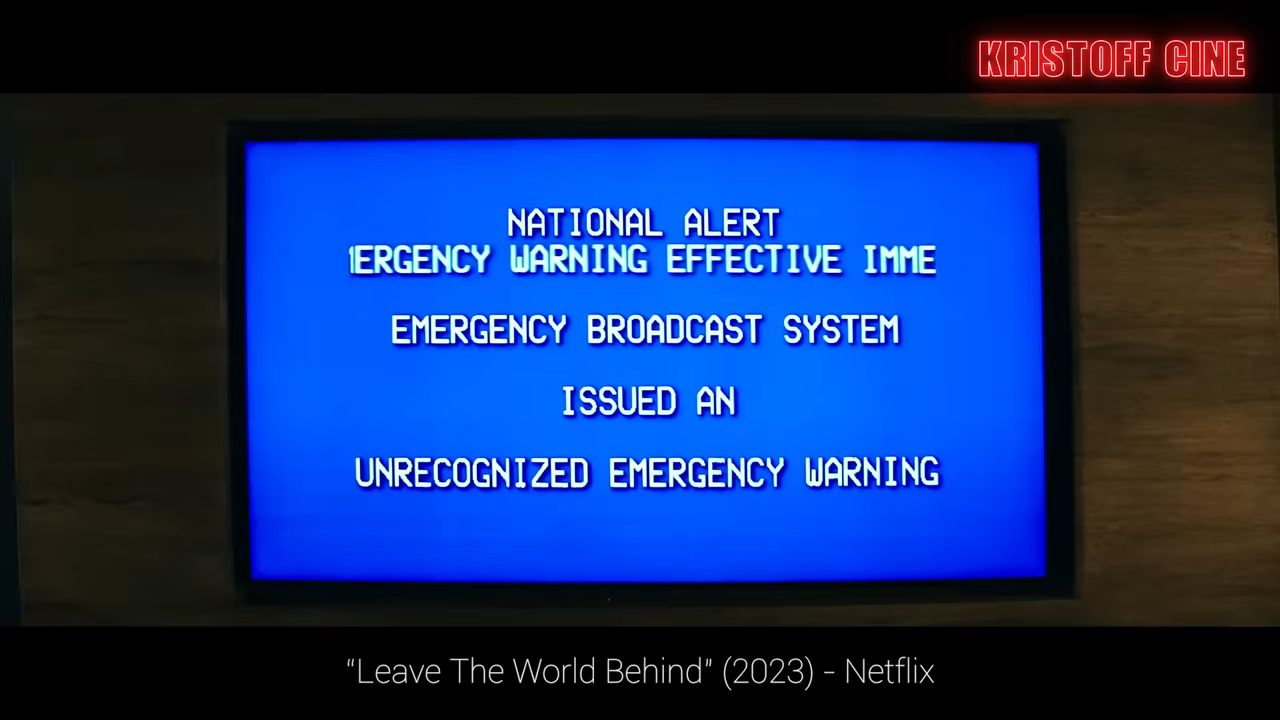 KRISTOFF CINE
NATIONAL ALERT
ERGENCY WARNING EFFECTIVE IMME
EMERGENCY BROADCAST SYSTEM
ISSUED AN
UNRECOGNIZED EMERGENCY WARNING
“Leave The World Behind” (2023) - Netflix